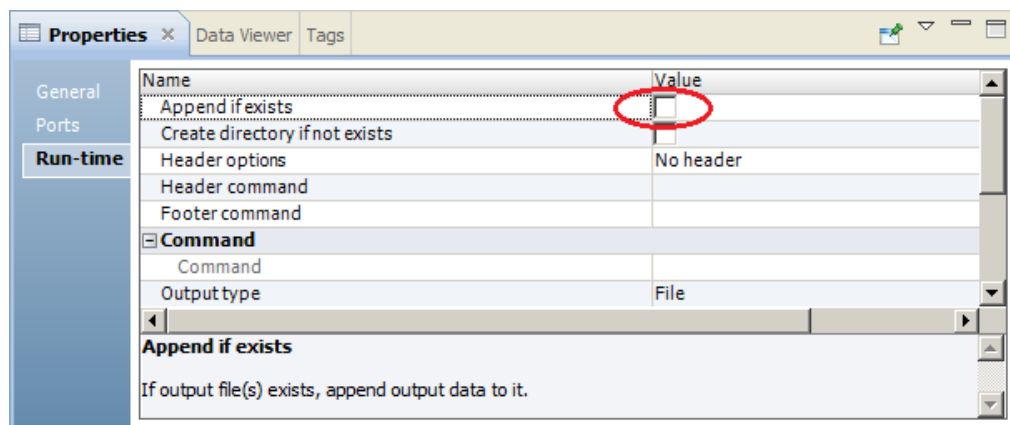 Properties Data Viewer Tags
General
Ports
Run-time
Name Value
Append if exists
Create directory if not exists
Header options No header
Header command
Footer command
Command
Command
Output type File
Append if exists
If output file(s) exists, append output data to it.